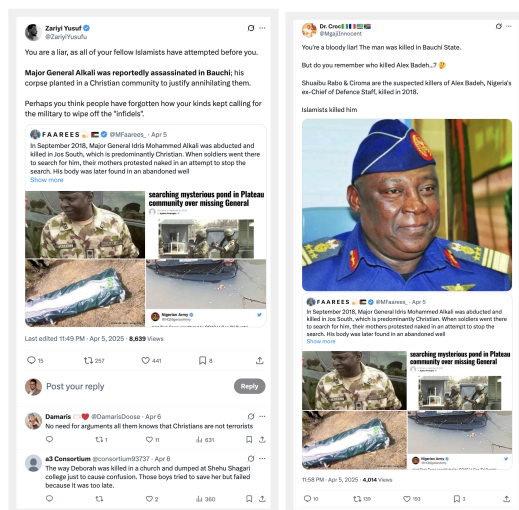 Zariyi Yusuf
@ZariyiYusufu
You are a liar, as all of your fellow Islamists have attempted before you.
Major General Alkali was reportedly assassinated in Bauchi; his
corpse planted in a Christian community to justify annihilating them.
Perhaps you think people have forgotten how your kinds kept calling for
the military to wipe off the "infidels".
F A A R E E S @MFaarees_ · Apr 5
In September 2018, Major General Idris Mohammed Alkali was abducted and
killed in Jos South, which is predominantly Christian. When soldiers went there
to search for him, their mothers protested naked in an attempt to stop the
search. His body was later found in an abandoned well
Show more
searching mysterious pond in Plateau
over missing General
Nigerian Army
Last edited 11:49 PM · Apr 5, 2025 · 8,639 Views
15 257 441 8
Post your reply
Reply
Damaris @DamarisDoose · Apr 6
No need for arguments all them knows that Christians are not terrorists
1 11 631
a3 Consortium @consortium93737 · Apr 6
The way Deborah was killed in a church and dumped at Shehu Shagari
college just to cause confusion. Those boys tried to save her but failed
because it was too late.
2 360
Dr. Croc
@MgajiInnocent
You're a bloody liar! The man was killed in Bauchi State.
But do you remember who killed Alex Badeh...?
Shuaibu Rabo & Ciroma are the suspected killers of Alex Badeh, Nigeria's
ex-Chief of Defence Staff, killed in 2018.
Islamists killed him
F A A R E E S @MFaarees_ · Apr 5
In September 2018, Major General Idris Mohammed Alkali was abducted and
killed in Jos South, which is predominantly Christian. When soldiers went there
to search for him, their mothers protested naked in an attempt to stop the
search. His body was later found in an abandoned well
Show more
searching mysterious pond in Plateau
over missing General
Nigerian Army
11:58 PM · Apr 5, 2025 · 4,014 Views
10 139 193 3